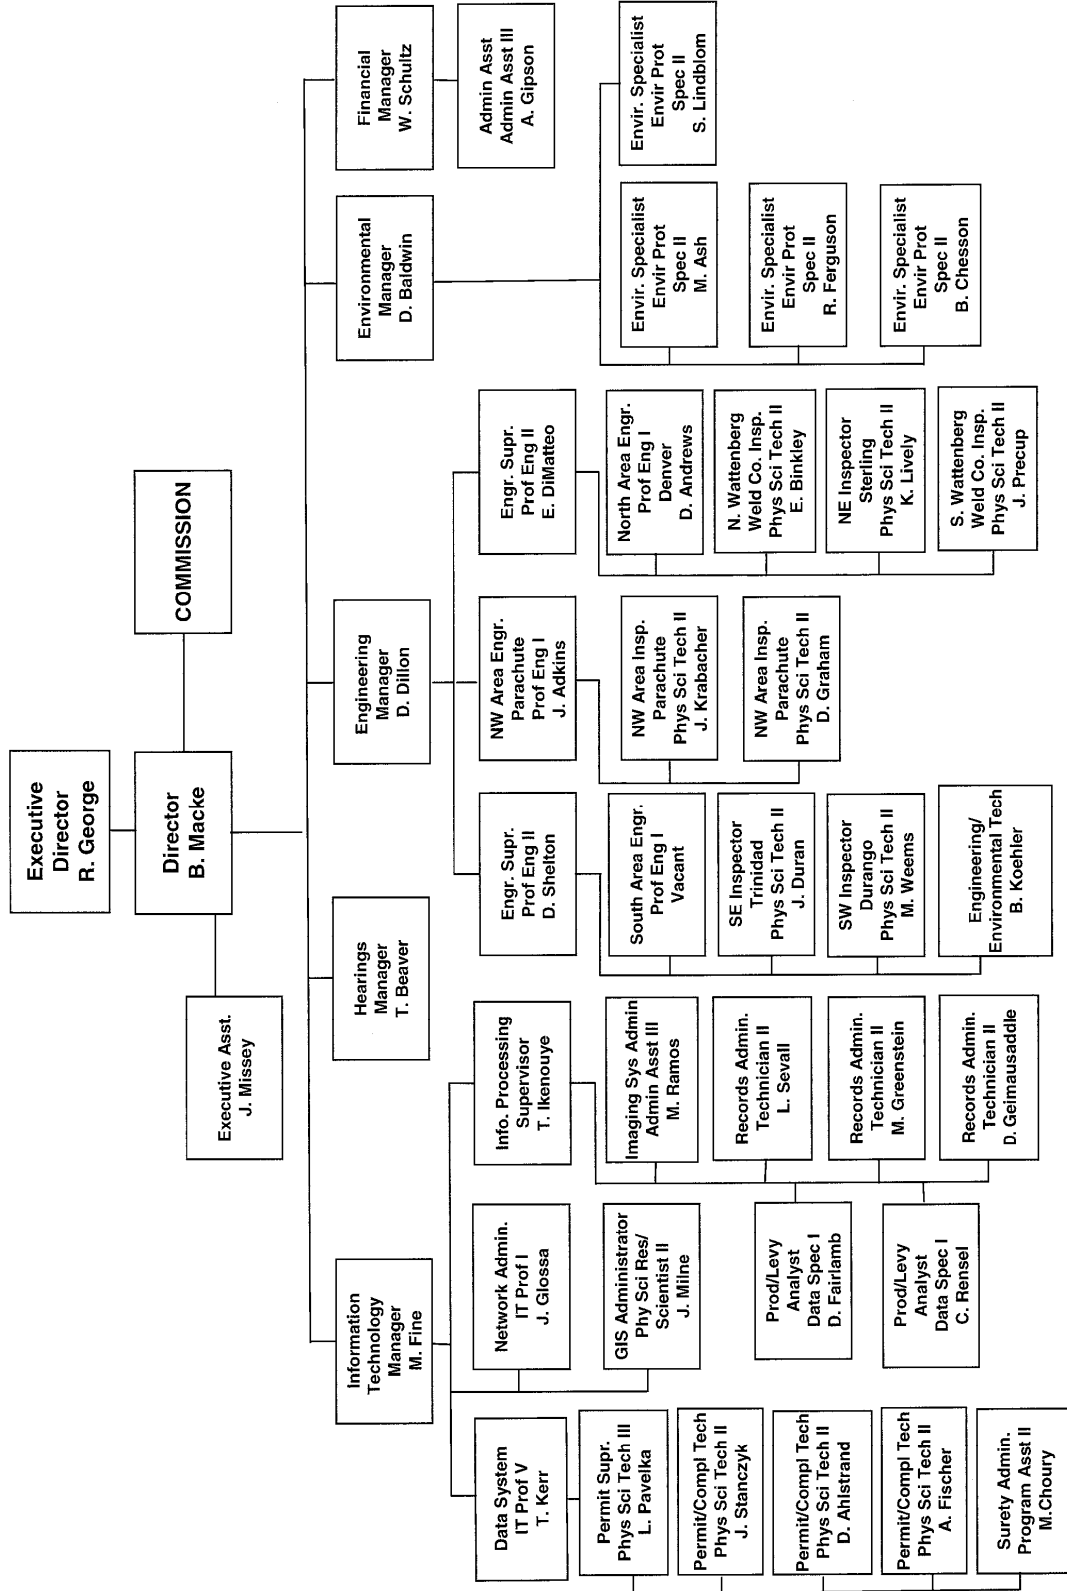 Executive
Director
R. George
Director
B. Macke
COMMISSION
Executive Asst.
J. Missey
Information
Technology
Manager
M. Fine
Hearings
Manager
T. Beaver
Engineering
Manager
D. Dillon
Environmental
Manager
D. Baldwin
Financial
Manager
W. Schultz
Data System
IT Prof V
T. Kerr
Permit Supr.
Phys Sci Tech III
L. Pavelka
Permit/Compl Tech
Phys Sci Tech II
J. Stanczyk
Permit/Compl Tech
Phys Sci Tech II
D. Ahlstrand
Permit/Compl Tech
Phys Sci Tech II
A. Fischer
Surety Admin.
Program Asst II
M.Choury
Network Admin.
IT Prof I
J. Glossa
GIS Administrator
Phy Sci Res/
Scientist II
J. Milne
Info. Processing
Supervisor
T. Ikenouye
Imaging Sys Admin
Admin Asst III
M. Ramos
Records Admin.
Technician II
L. Sevall
Records Admin.
Technician II
M. Greenstein
Records Admin.
Technician II
D. Geimausaddle
Prod/Levy
Analyst
Data Spec I
D. Fairlamb
Prod/Levy
Analyst
Data Spec I
C. Rensel
Engr. Supr.
Prof Eng II
D. Shelton
South Area Engr.
Prof Eng I
Vacant
SE Inspector
Trinidad
Phys Sci Tech II
J. Duran
SW Inspector
Durango
Phys Sci Tech II
M. Weems
Engineering/
Environmental Tech
B. Koehler
NW Area Engr.
Parachute
Prof Eng I
J. Adkins
NW Area Insp.
Parachute
Phys Sci Tech II
J. Krabacher
NW Area Insp.
Parachute
Phys Sci Tech II
D. Graham
Engr. Supr.
Prof Eng II
E. DiMatteo
North Area Engr.
Prof Eng I
Denver
D. Andrews
N. Wattenberg
Weld Co. Insp.
Phys Sci Tech II
E. Binkley
NE Inspector
Sterling
Phys Sci Tech II
K. Lively
S. Wattenberg
Weld Co. Insp.
Phys Sci Tech II
J. Precup
Envir. Specialist
Envir Prot
Spec II
M. Ash
Envir. Specialist
Envir Prot
Spec II
R. Ferguson
Envir. Specialist
Envir Prot
Spec II
B. Chesson
Envir. Specialist
Envir Prot
Spec II
S. Lindblom
Admin Asst
Admin Asst III
A. Gipson